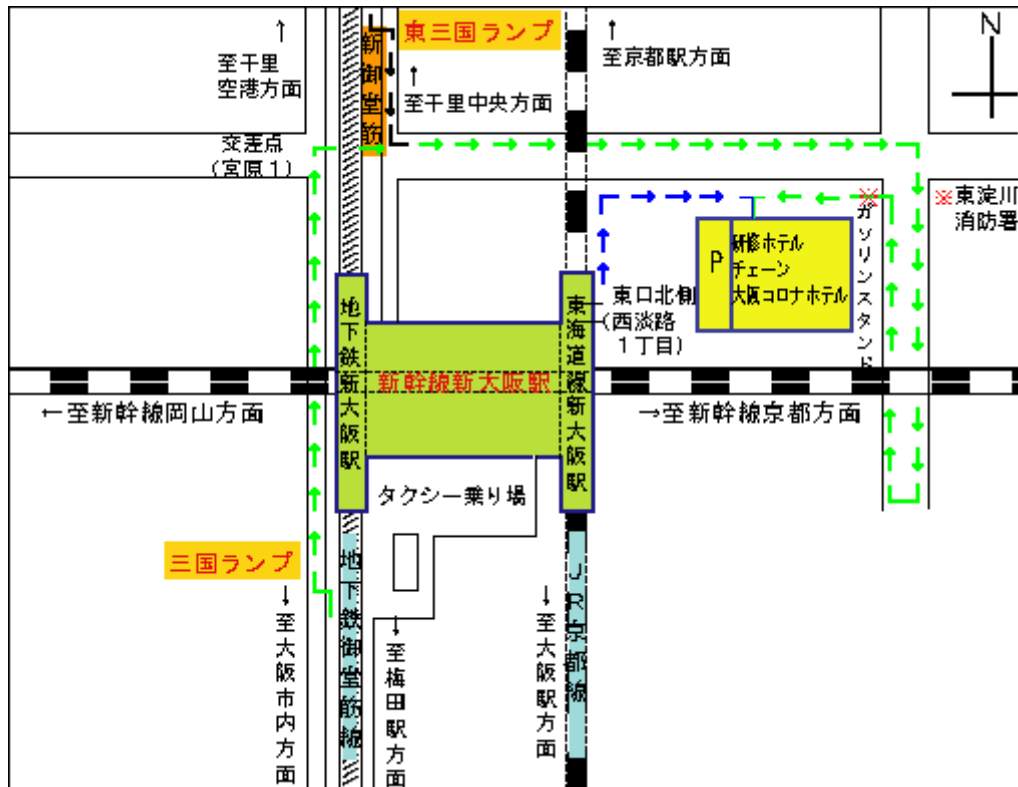 東三国ランプ
N
↑
至千里
空港方面
新御堂筋
↑
至千里中央方面
↑
至京都駅方面
交差点
(宮原1)
※
※東淀川
消防署
ガソリンスタンド
P
研修ホテル
チェーン
大阪コロナホテル
地下鉄新大阪駅
東海道線新大阪駅
東口北側
(西淡路
1丁目)
新幹線新大阪駅
←至新幹線岡山方面
→至新幹線京都方面
タクシー乗り場
三国ランプ
地下鉄御堂筋線
JR京都線
↓至大阪市内方面
↓至梅田駅方面
↓至大阪駅方面